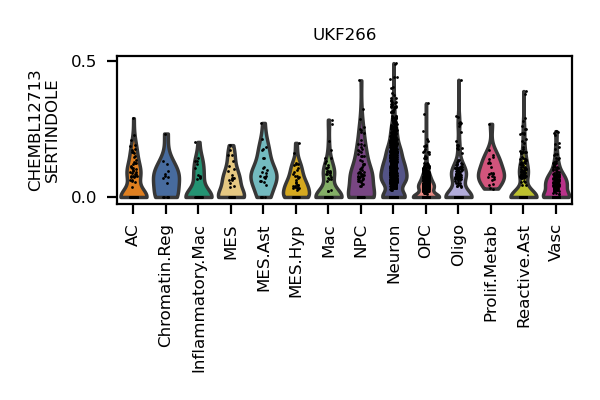 UKF266
CHEMBL12713
SERTINDOLE
0.5
0.0
AC
Chromatin.Reg
Inflammatory.Mac
MES
MES.Ast
MES.Hyp
Mac
NPC
Neuron
OPC
Oligo
Prolif.Metab
Reactive.Ast
Vasc